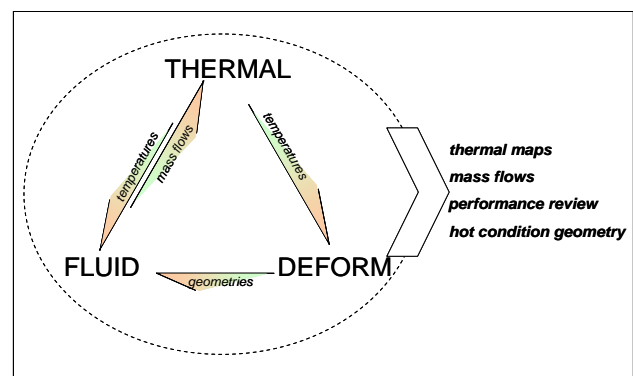 THERMAL
temperatures
mass flows
temperatures
thermal maps
mass flows
performance review
hot condition geometry
FLUID
geometries
DEFORM